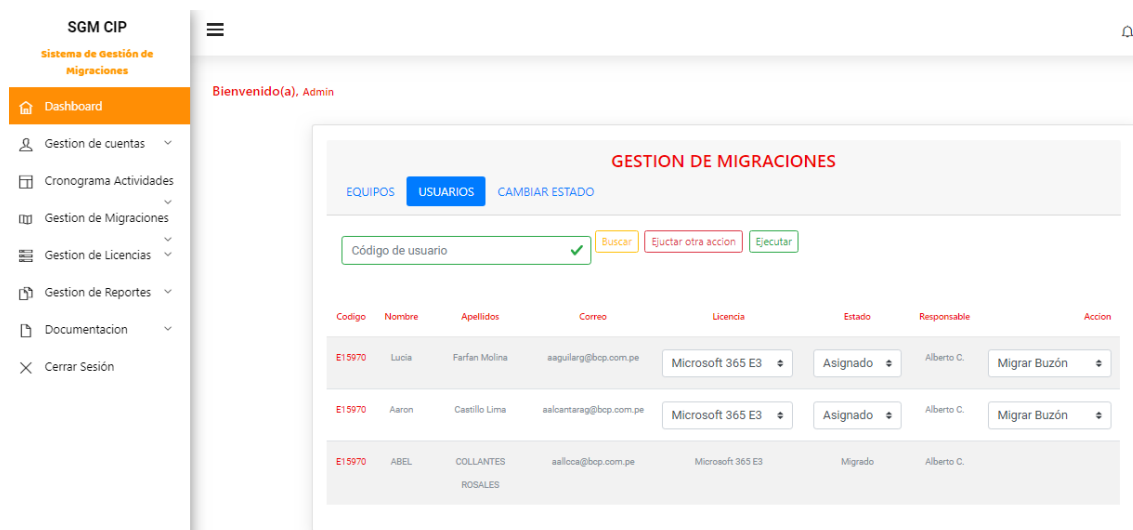 SGM CIP
Sistema de Gestión de
Migraciones
Dashboard
Gestion de cuentas
Cronograma Actividades
Gestion de Migraciones
Gestion de Licencias
Gestion de Reportes
Documentacion
Cerrar Sesión
Bienvenido(a), Admin
GESTION DE MIGRACIONES
EQUIPOS USUARIOS CAMBIAR ESTADO
Código de usuario Buscar Ejuctar otra accion Ejecutar
Codigo Nombre Apellidos Correo Licencia Estado Responsable Accion
E15970 Lucia Farfan Molina aaguilarg@bcp.com.pe Microsoft 365 E3 Asignado Alberto C. Migrar Buzón
E15970 Aaron Castillo Lima aalcantarag@bcp.com.pe Microsoft 365 E3 Asignado Alberto C. Migrar Buzón
E15970 ABEL COLLANTES aallcca@bcp.com.pe Microsoft 365 E3 Migrado Alberto C.
ROSALES